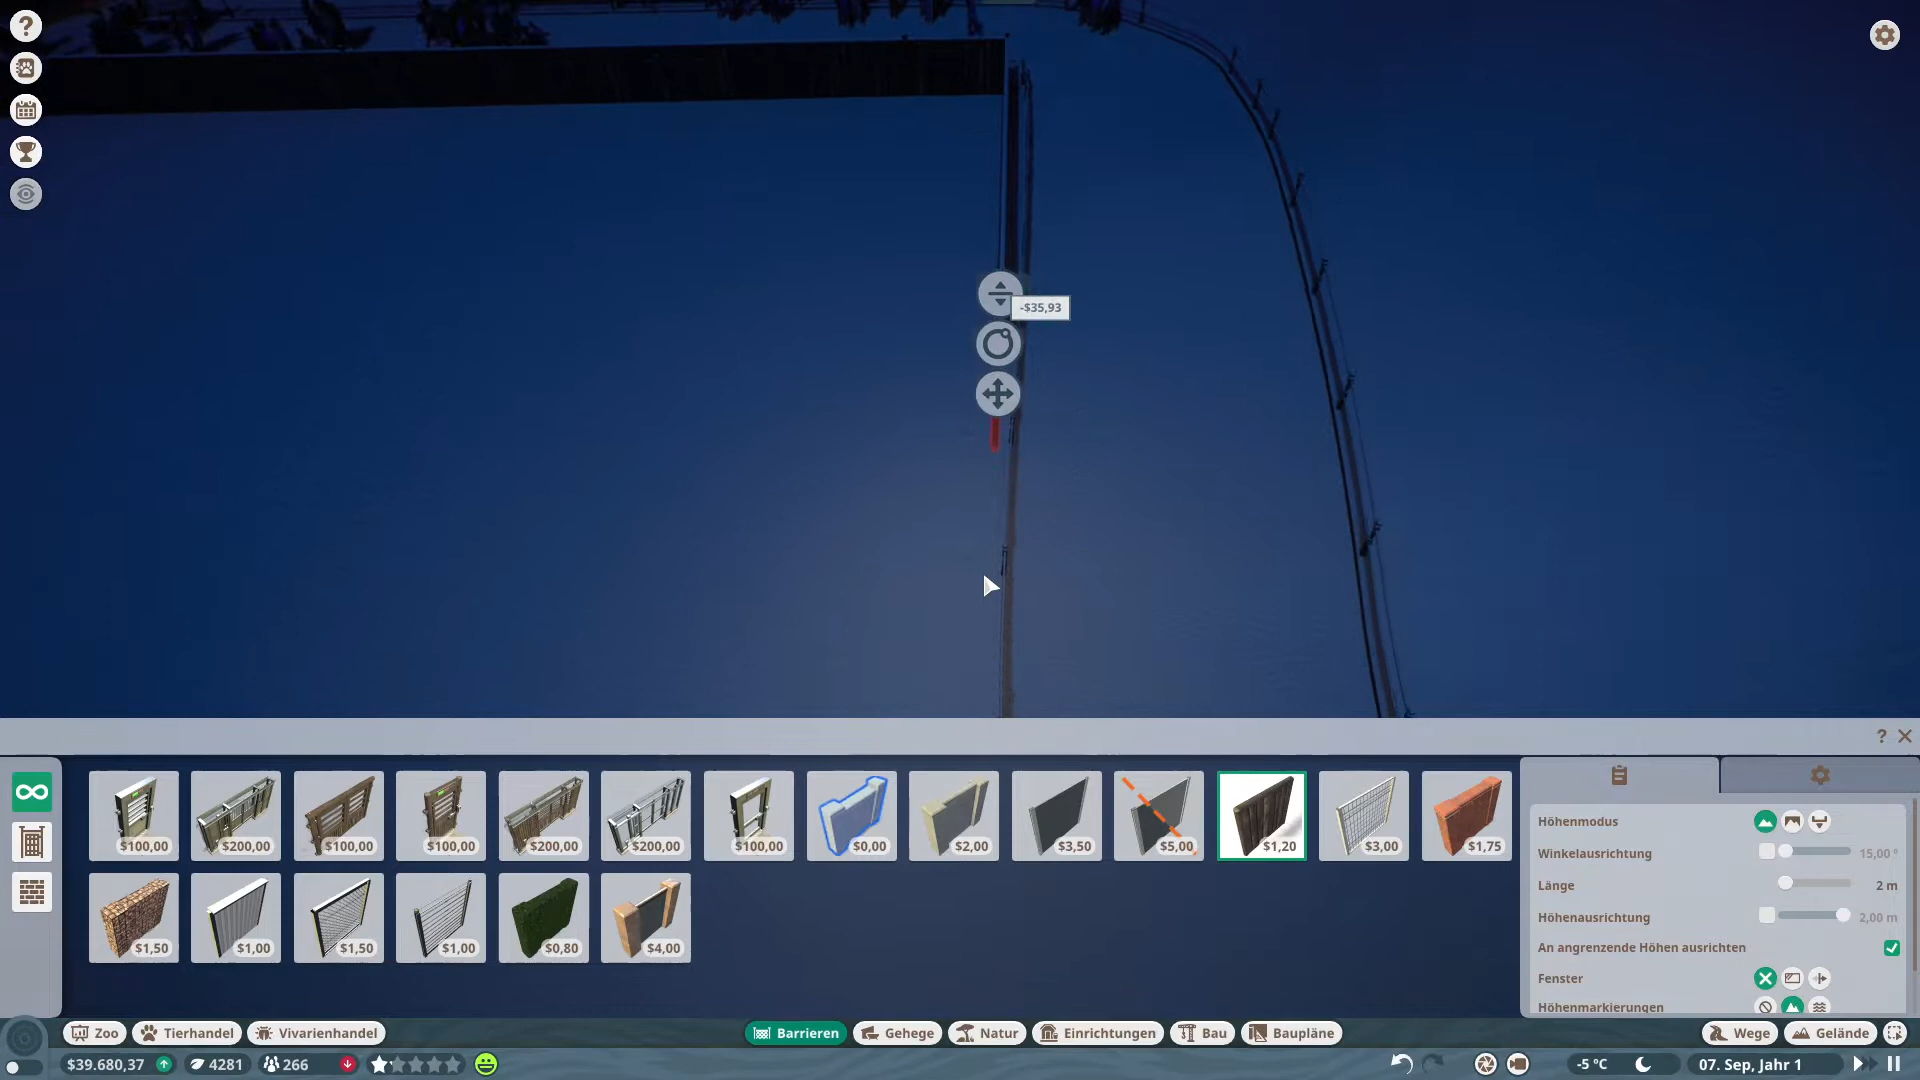 -$35,93
?
$100,00
$200,00
$100,00
$100,00
$200,00
$200,00
$100,00
$0,00
$2,00
$3,50
$5,00
$1,20
$3,00
$1,75
$1,50
$1,00
$1,50
$1,00
$0,80
$4,00
Höhenmodus
Winkelausrichtung 15,00 °
Länge 2 m
Höhenausrichtung 2,00 m
An angrenzende Höhen ausrichten
Fenster
Höhenmarkierungen
Zoo Tierhandel Vivarienhandel Barrieren Gehege Natur Einrichtungen Bau Baupläne Wege Gelände
$39.680,37 4281 266 -5 °C 07. Sep, Jahr 1